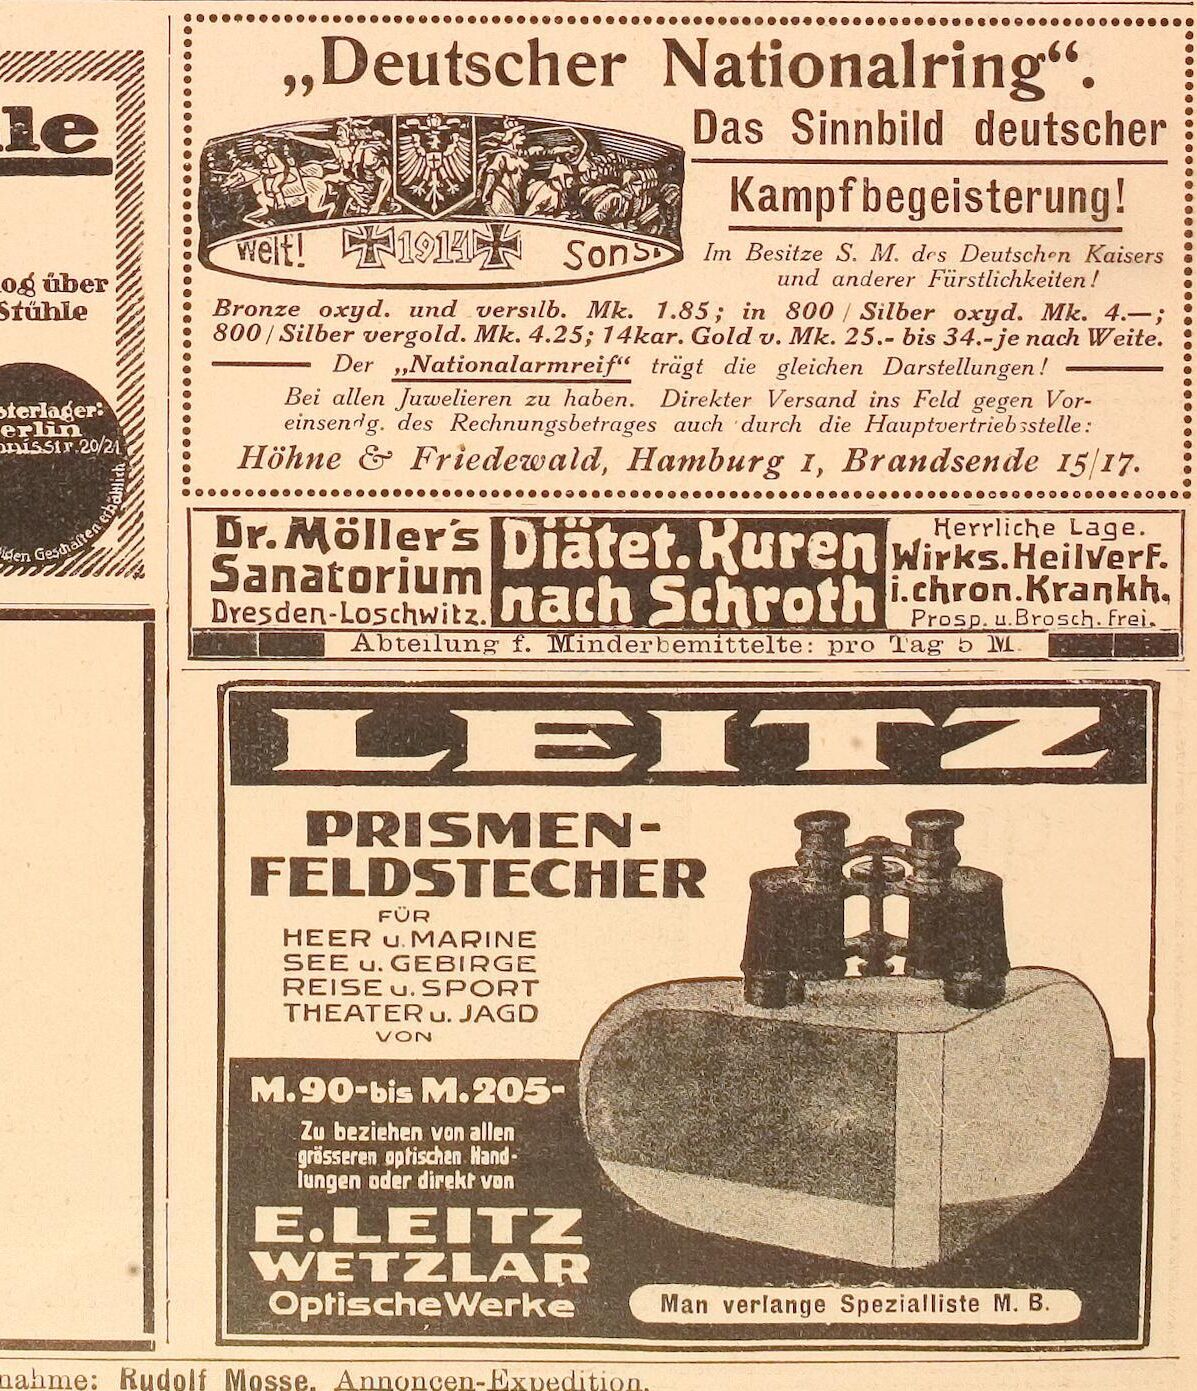 le
og über
Stühle
sterlager:
erlin
nisstr. 20/21
den Geschäften erhältlich
„Deutscher Nationalring“.
Das Sinnbild deutscher
Kampfbegeisterung!
welt! 1914 Sonst
Im Besitze S. M. des Deutschen Kaisers
und anderer Fürstlichkeiten!
Bronze oxyd. und versilb. Mk. 1.85; in 800/Silber oxyd. Mk. 4.—;
800/Silber vergold. Mk. 4.25; 14kar. Gold v. Mk. 25.- bis 34.-je nach Weite.
Der „Nationalarmreif“ trägt die gleichen Darstellungen!
Bei allen Juwelieren zu haben. Direkter Versand ins Feld gegen Vor-
einsendg. des Rechnungsbetrages auch durch die Hauptvertriebsstelle:
Höhne & Friedewald, Hamburg 1, Brandsende 15/17.
Dr. Möller's
Sanatorium
Dresden-Loschwitz.
Diätet. Kuren
nach Schroth
Herrliche Lage.
Wirks. Heilverf.
i. chron. Krankh.
Prosp. u. Brosch. frei.
Abteilung f. Minderbemittelte: pro Tag 5 M.
LEITZ
PRISMEN-
FELDSTECHER
FÜR
HEER u. MARINE
SEE u. GEBIRGE
REISE u. SPORT
THEATER u. JAGD
VON
M. 90-bis M. 205-
Zu beziehen von allen
grösseren optischen Hand-
lungen oder direkt von
E. LEITZ
WETZLAR
Optische Werke
Man verlange Spezialliste M. B.
nahme: Rudolf Mosse, Annoncen-Expedition,